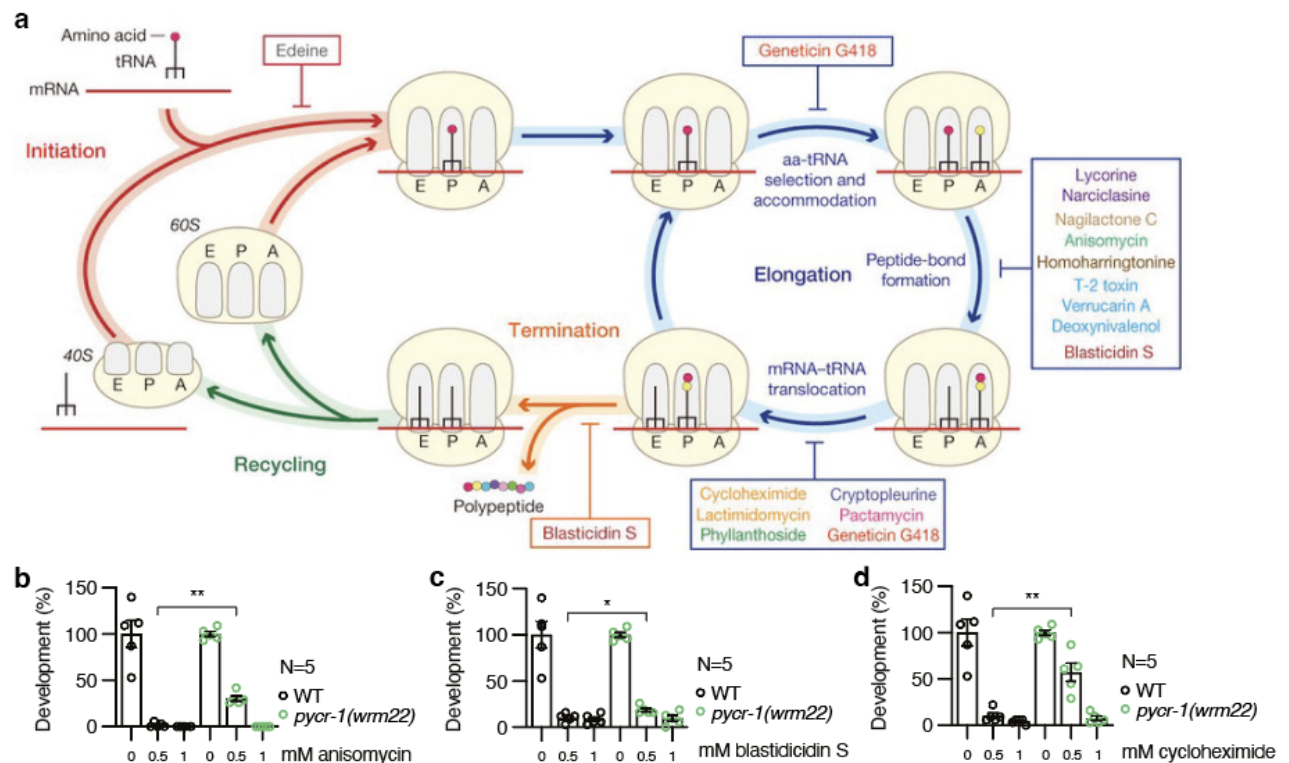 a
Amino acid
tRNA
mRNA
Edeine
Geneticin G418
Initiation
E P A
E P A
E P A
aa-tRNA
selection and
accommodation
Lycorine
Narciclasine
Nagilactone C
Anisomycin
Homoharringtonine
T-2 toxin
Verrucarin A
Deoxynivalenol
Blasticidin S
60S
E P A
Elongation
Peptide-bond
formation
Termination
40S
E P A
mRNA–tRNA
translocation
E P A
E P A
E P A
Recycling
Polypeptide
Blasticidin S
Cycloheximide Cryptopleurine
Lactimidomycin Pactamycin
Phyllanthoside Geneticin G418
b
Development (%)
150
100
50
0
**
N=5
WT
pycr-1(wrm22)
0 0.5 1 0 0.5 1 mM anisomycin
c
Development (%)
150
100
50
0
*
N=5
WT
pycr-1(wrm22)
0 0.5 1 0 0.5 1 mM blastidicidin S
d
Development (%)
150
100
50
0
**
N=5
WT
pycr-1(wrm22)
0 0.5 1 0 0.5 1 mM cycloheximide